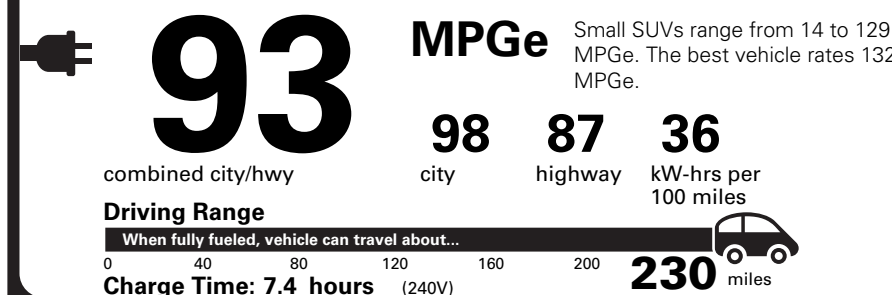 93
MPGe
Small SUVs range from 14 to 129
MPGe. The best vehicle rates 132
MPGe.
98 87 36
combined city/hwy city highway kW-hrs per
100 miles
Driving Range
When fully fueled, vehicle can travel about...
0 40 80 120 160 200 230 miles
Charge Time: 7.4 hours (240V)